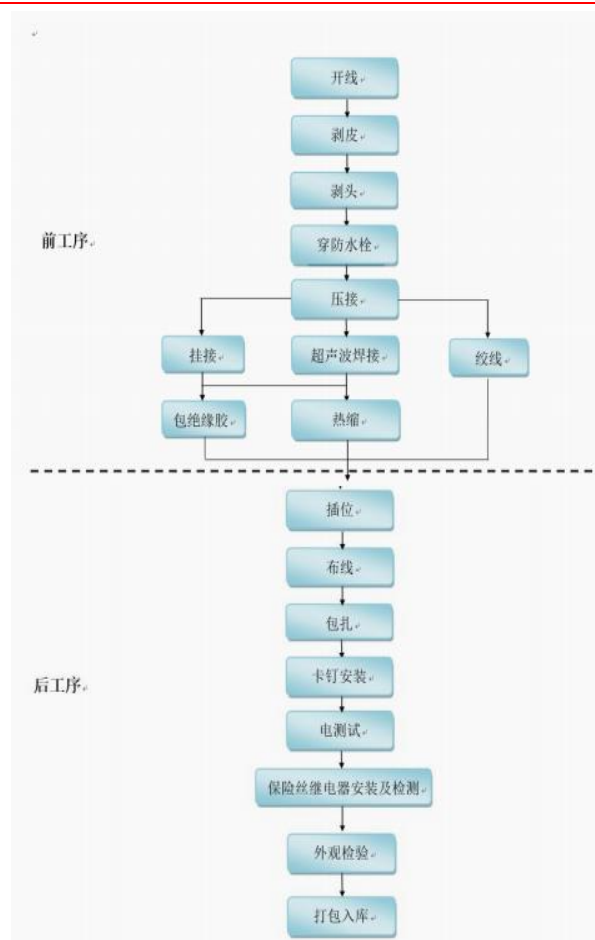 开线
剥皮
剥头
前工序
穿防水栓
压接
挂接
超声波焊接
绞线
包绝缘胶
热缩
插位
布线
包扎
后工序
卡钉安装
电测试
保险丝继电器安装及检测
外观检验
打包入库